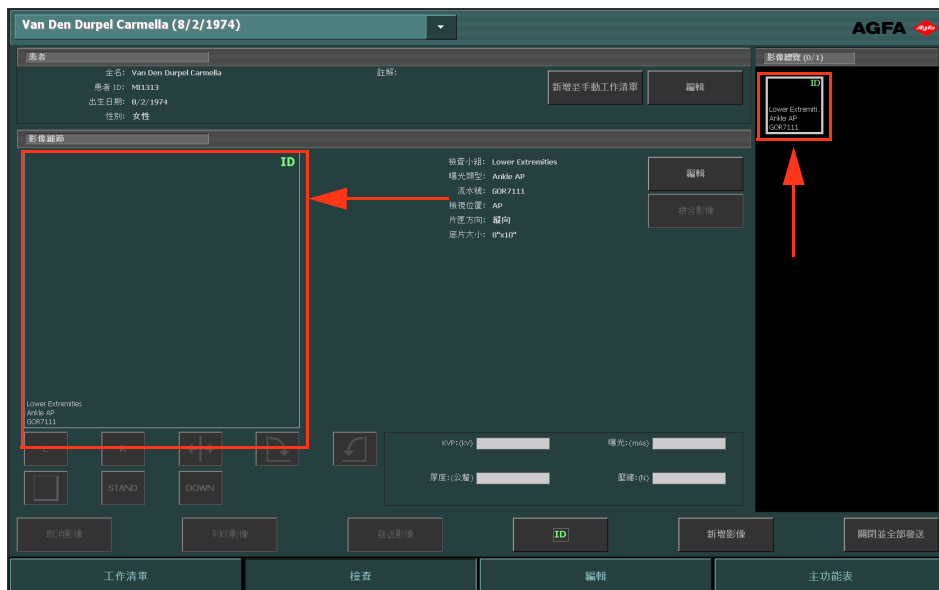 Van Den Durpel Carmella (8/2/1974)
AGFA
患者
全名: Van Den Durpel Carmella
註解:
患者 ID: MI1313
出生日期: 8/2/1974
性別: 女性
新增至手動工作清單
編輯
影像總覽 (0/1)
ID
Lower Extremiti..
Ankle AP
GOR7111
影像細節
ID
檢查小組: Lower Extremities
曝光類型: Ankle AP
流水號: GOR7111
檢視位置: AP
片匣方向: 縱向
底片大小: 8"x10"
編輯
拼合影像
Lower Extremities
Ankle AP
GOR7111
R
STAND
DOWN
KVP:(kV)
曝光:(mAs)
厚度:(公釐)
壓縮:(N)
取消影像
列印影像
發送影像
ID
新增影像
關閉並全部發送
工作清單
檢查
編輯
主功能表